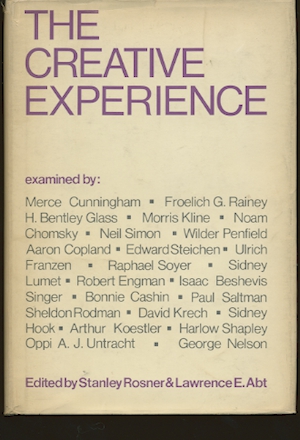 THE
CREATIVE
EXPERIENCE
examined by:
Merce Cunningham ▪ Froelich G. Rainey
H. Bentley Glass ▪ Morris Kline ▪ Noam
Chomsky ▪ Neil Simon ▪ Wilder Penfield
Aaron Copland ▪ Edward Steichen ▪ Ulrich
Franzen ▪ Raphael Soyer ▪ Sidney
Lumet ▪ Robert Engman ▪ Isaac Beshevis
Singer ▪ Bonnie Cashin ▪ Paul Saltman
Sheldon Rodman ▪ David Krech ▪ Sidney
Hook ▪ Arthur Koestler ▪ Harlow Shapley
Oppi A. J. Untracht ▪ George Nelson
Edited by Stanley Rosner & Lawrence E. Abt